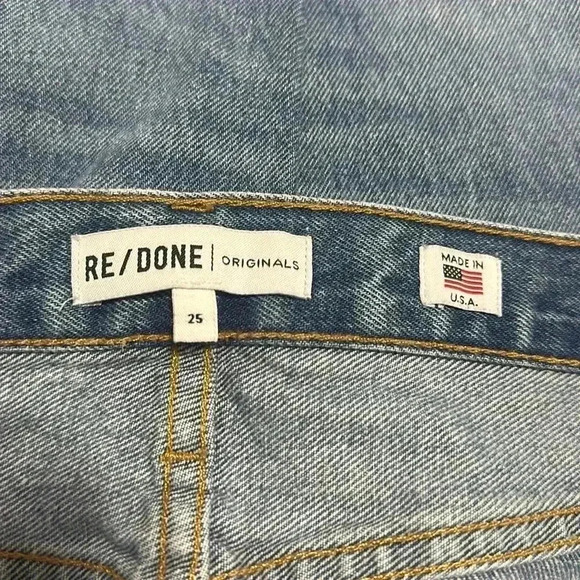 RE/DONE | ORIGINALS
25
MADE IN
U.S.A.